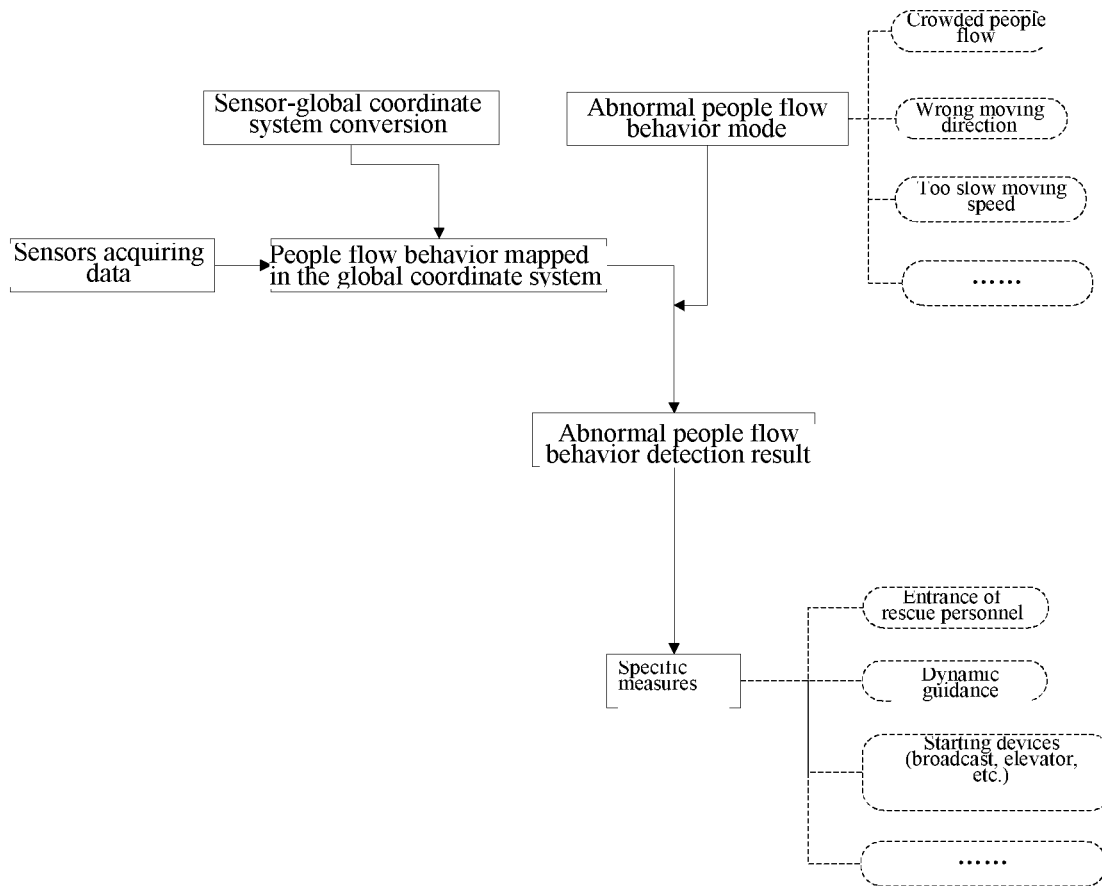 Crowded people
flow
Sensor-global coordinate
system conversion
Abnormal people flow
behavior mode
Wrong moving
direction
Too slow moving
speed
Sensors acquiring
data
People flow behavior mapped
in the global coordinate system
......
Abnormal people flow
behavior detection result
Entrance of
rescue personnel
Specific
measures
Dynamic
guidance
Starting devices
(broadcast, elevator,
etc.)
......